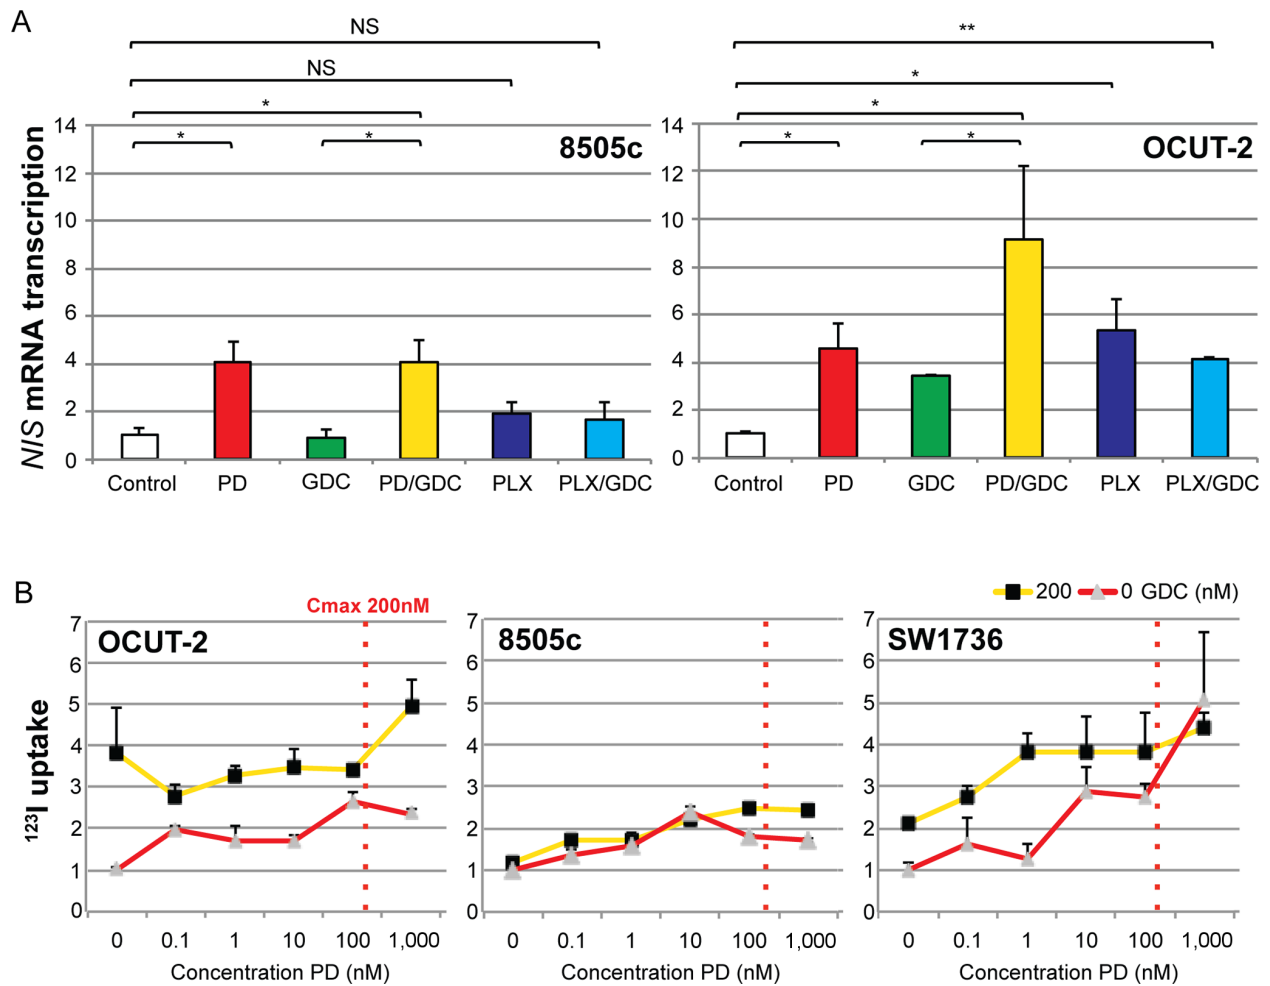 A
NS
NS
*
* *
**
*
*
* *
NIS mRNA transcription
14
12
10
8
6
4
2
0
8505c
Control PD GDC PD/GDC PLX PLX/GDC
14
12
10
8
6
4
2
0
OCUT-2
Control PD GDC PD/GDC PLX PLX/GDC
B
200 0 GDC (nM)
Cmax 200nM
123I uptake
7
6
5
4
3
2
1
0
OCUT-2
0 0.1 1 10 100 1,000
Concentration PD (nM)
7
6
5
4
3
2
1
0
8505c
0 0.1 1 10 100 1,000
Concentration PD (nM)
7
6
5
4
3
2
1
0
SW1736
0 0.1 1 10 100 1,000
Concentration PD (nM)